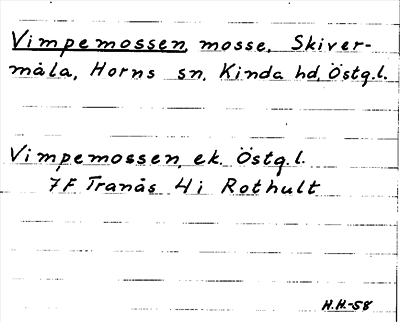 Vimpemossen, mosse, Skiver-
måla, Horns sn, Kinda hd, Östg.l.
Vimpemossen, ek. Östg.l.
7F Tranås 4i Rothult
H.H.-58